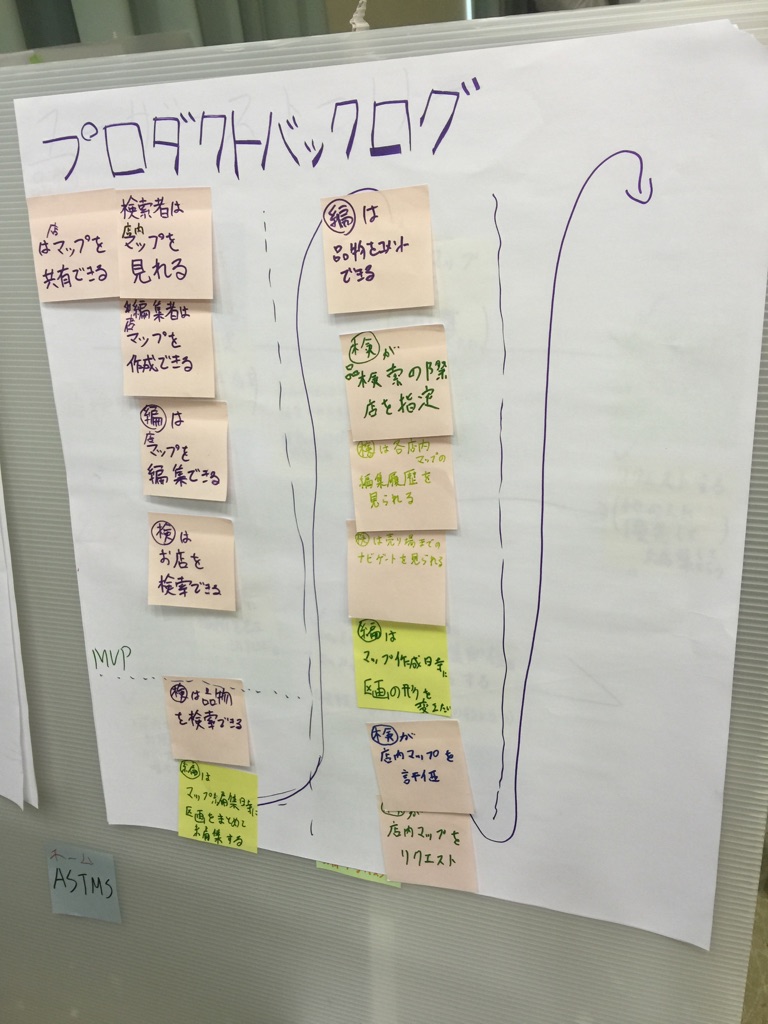 プロダクトバックログ
店
はマップを
共有できる
検索者は
店内
マップを
見れる
編集者は
店
マップを
作成できる
編は
店
マップを
編集できる
検は
お店を
検索できる
MVP
検は品物
を検索できる
編は
マップ編集時に
区画をまとめて
編集する
編は
品物をコメント
できる
検が
品検索の際
店を指定
検は各店内
マップの
編集履歴を
見られる
検は売り場までの
ナビゲートを見られる
編は
マップ作成時に
区画の形を
変えたい
検が
店内マップを
評価
が
店内マップを
リクエスト
チーム
ASTMS